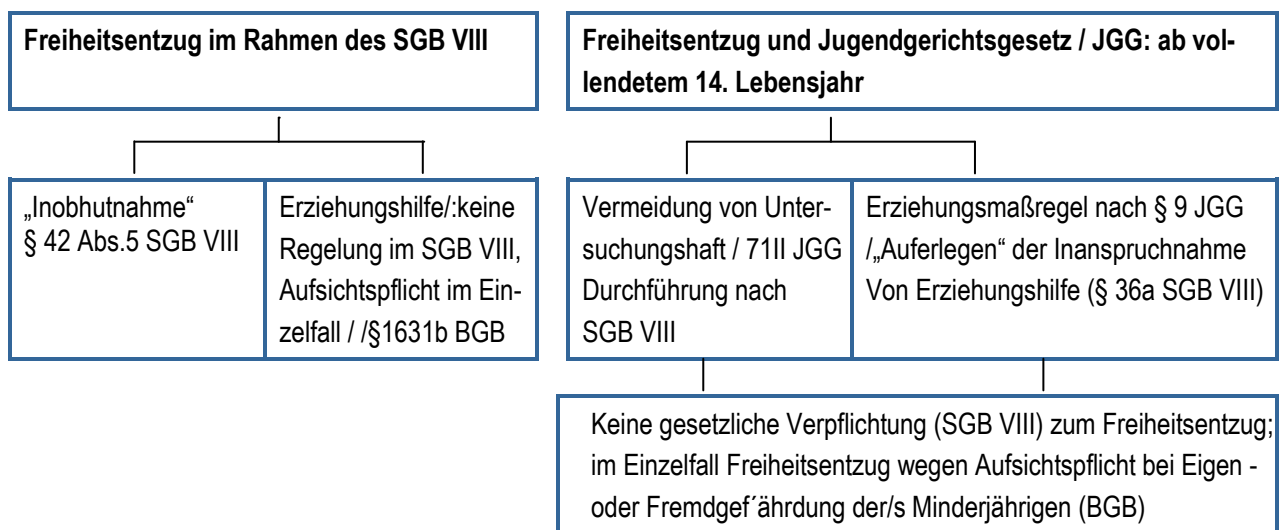 Freiheitsentzug im Rahmen des SGB VIII
Freiheitsentzug und Jugendgerichtsgesetz / JGG: ab vol-
lendetem 14. Lebensjahr
„Inobhutnahme“
§ 42 Abs.5 SGB VIII
Erziehungshilfe/:keine
Regelung im SGB VIII,
Aufsichtspflicht im Ein-
zelfall / /§1631b BGB
Vermeidung von Unter-
suchungshaft / 71II JGG
Durchführung nach
SGB VIII
Erziehungsmaßregel nach § 9 JGG
/„Auferlegen“ der Inanspruchnahme
Von Erziehungshilfe (§ 36a SGB VIII)
Keine gesetzliche Verpflichtung (SGB VIII) zum Freiheitsentzug;
im Einzelfall Freiheitsentzug wegen Aufsichtspflicht bei Eigen -
oder Fremdgef´ährdung der/s Minderjährigen (BGB)